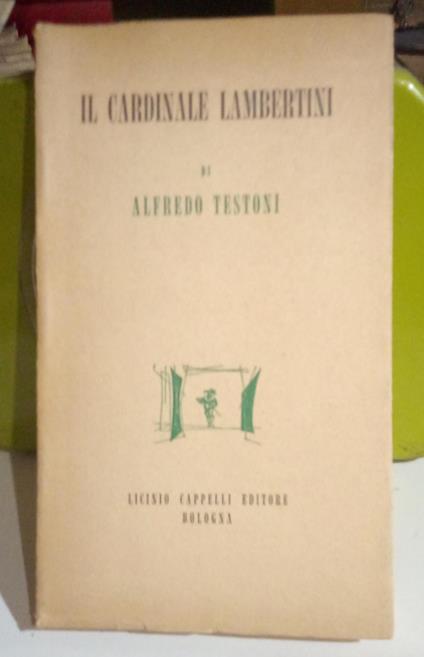 IL CARDINALE LAMBERTINI
DI
ALFREDO TESTONI
LICINIO CAPPELLI EDITORE
BOLOGNA